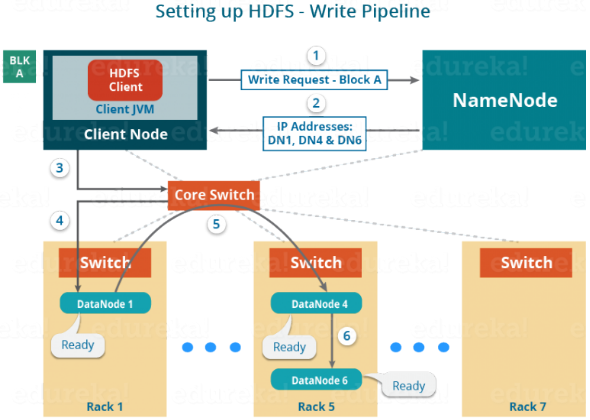 Setting up HDFS - Write Pipeline
BLK
A
HDFS
Client
Client JVM
Client Node
1
Write Request - Block A
2
IP Addresses:
DN1, DN4 & DN6
NameNode
3
Core Switch
4
5
Switch
Switch
Switch
DataNode 1
DataNode 4
Ready
Ready
6
DataNode 6
Ready
Rack 1
Rack 5
Rack 7
edureka!